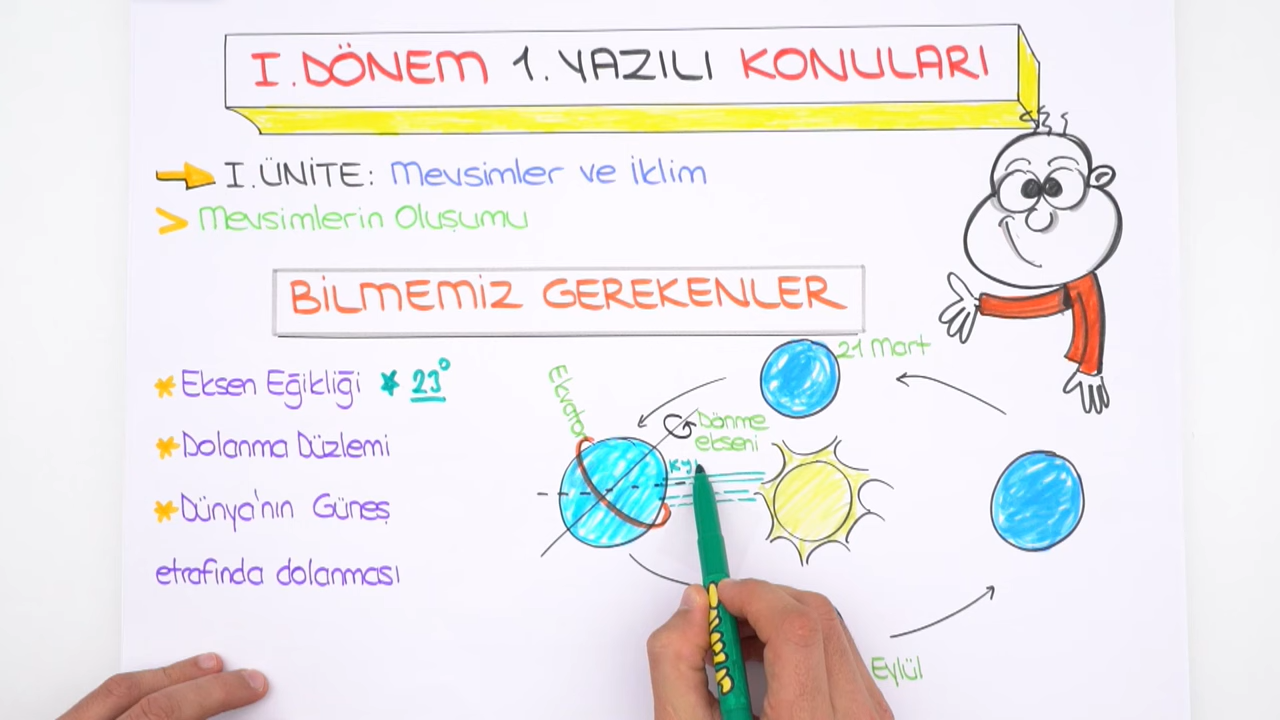 I. DÖNEM 1. YAZILI KONULARI
I. ÜNİTE: Mevsimler ve İklim
> Mevsimlerin Oluşumu
BİLMEMİZ GEREKENLER
* Eksen Eğikliği * 23°
* Dolanma Düzlemi
* Dünya'nın Güneş
etrafında dolanması
21 Mart
Ekvator
Dönme
ekseni
Eylül